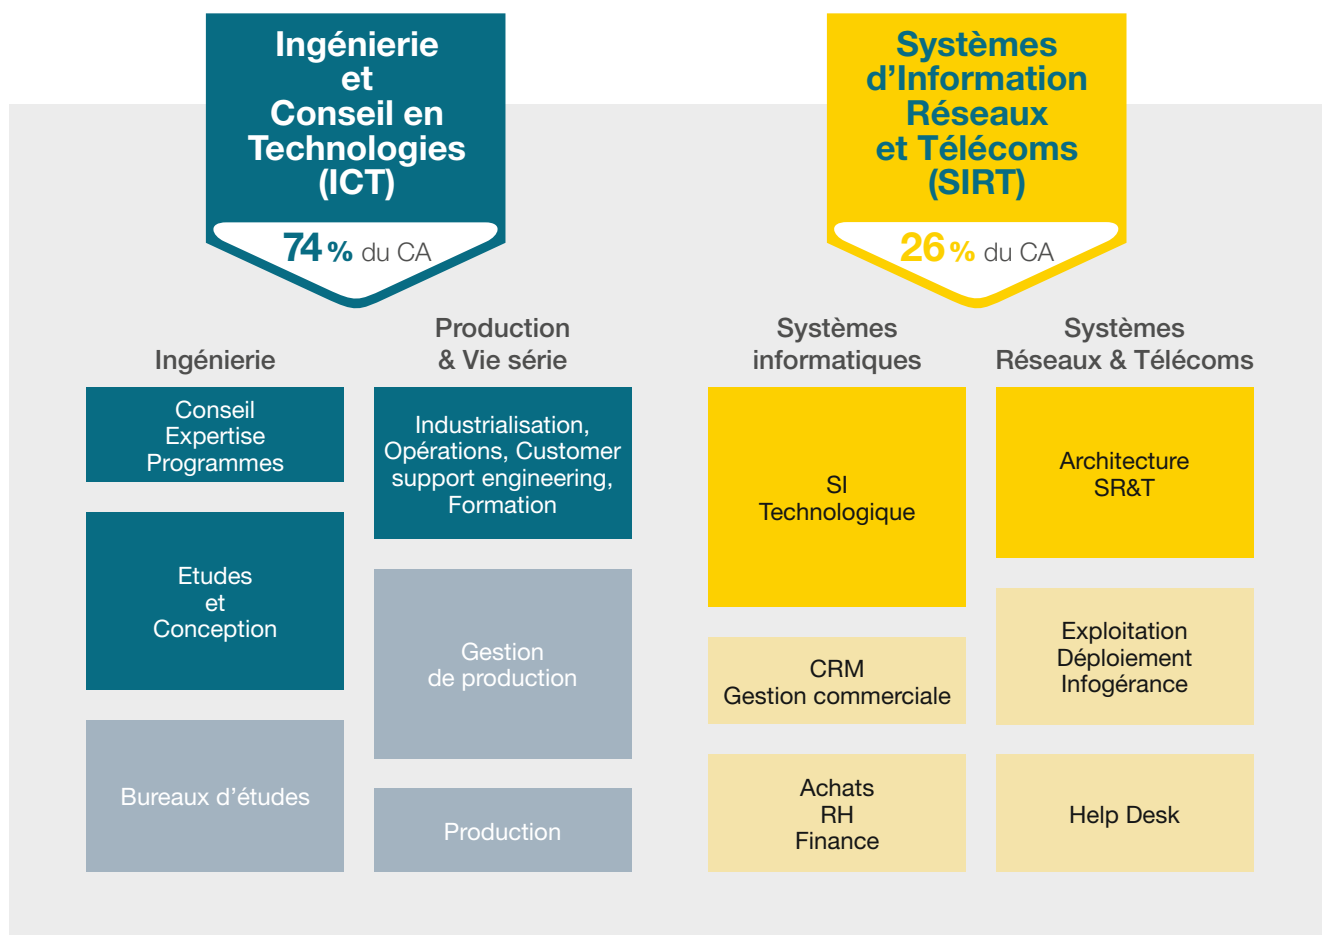 Ingénierie
et
Conseil en
Technologies
(ICT)
74 % du CA
Ingénierie
Conseil
Expertise
Programmes
Etudes
et
Conception
Bureaux d'études
Production
& Vie série
Industrialisation,
Opérations, Customer
support engineering,
Formation
Gestion
de production
Production
Systèmes
d'Information
Réseaux
et Télécoms
(SIRT)
26 % du CA
Systèmes
informatiques
SI
Technologique
CRM
Gestion commerciale
Achats
RH
Finance
Systèmes
Réseaux & Télécoms
Architecture
SR&T
Exploitation
Déploiement
Infogérance
Help Desk